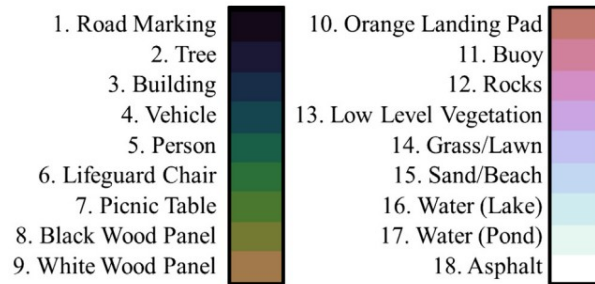 1. Road Marking
2. Tree
3. Building
4. Vehicle
5. Person
6. Lifeguard Chair
7. Picnic Table
8. Black Wood Panel
9. White Wood Panel
10. Orange Landing Pad
11. Buoy
12. Rocks
13. Low Level Vegetation
14. Grass/Lawn
15. Sand/Beach
16. Water (Lake)
17. Water (Pond)
18. Asphalt